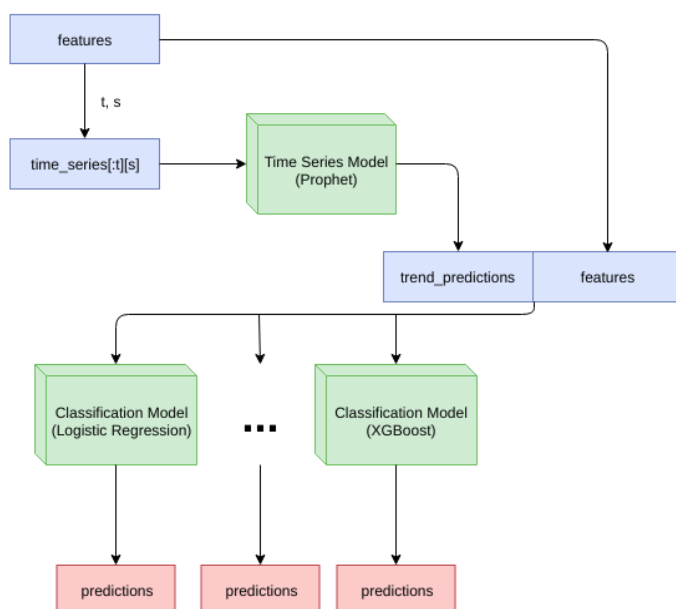 features
t, s
time_series[:t][s]
Time Series Model
(Prophet)
trend_predictions
features
Classification Model
(Logistic Regression)
...
Classification Model
(XGBoost)
predictions
predictions
predictions